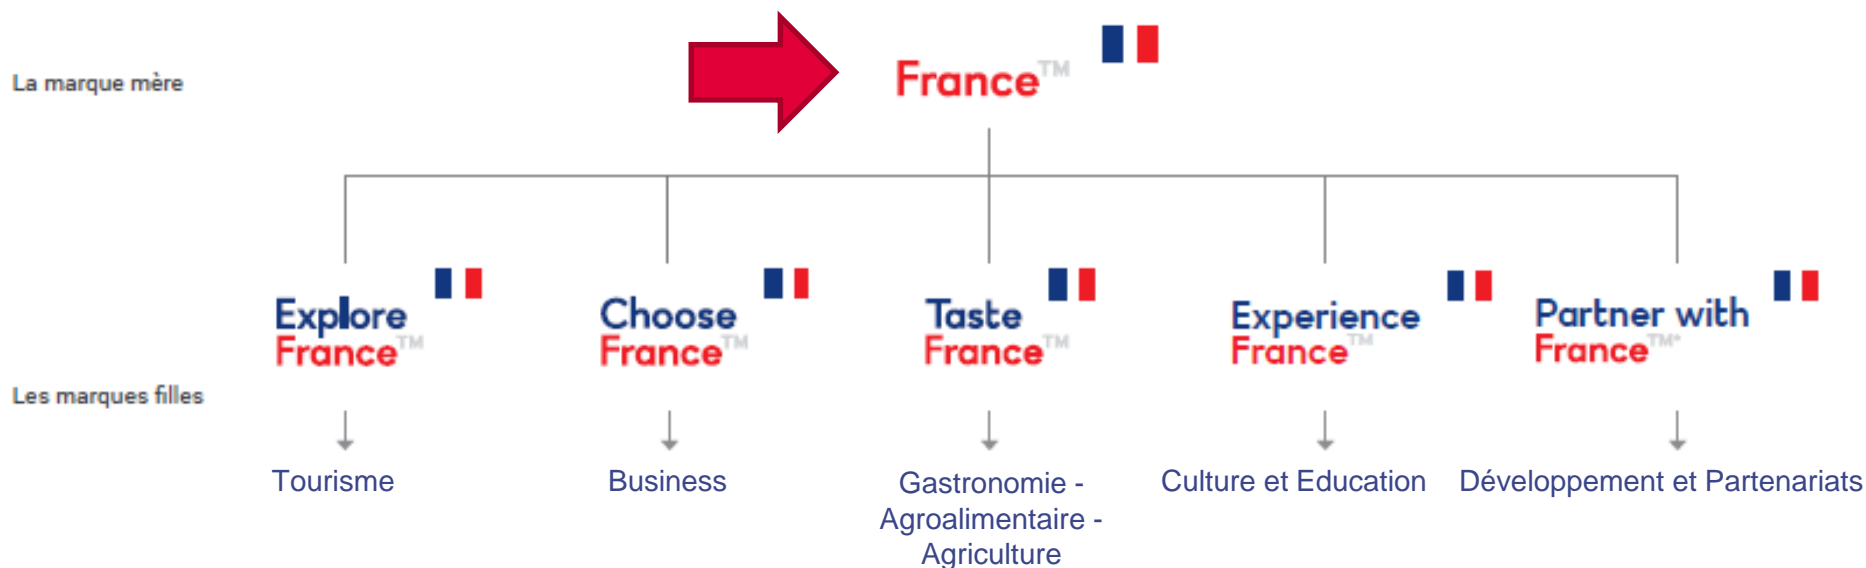 La marque mère
France™
Explore
France™
Choose
France™
Taste
France™
Experience
France™
Partner with
France™*
Les marques filles
Tourisme
Business
Gastronomie -
Agroalimentaire -
Agriculture
Culture et Education
Développement et Partenariats